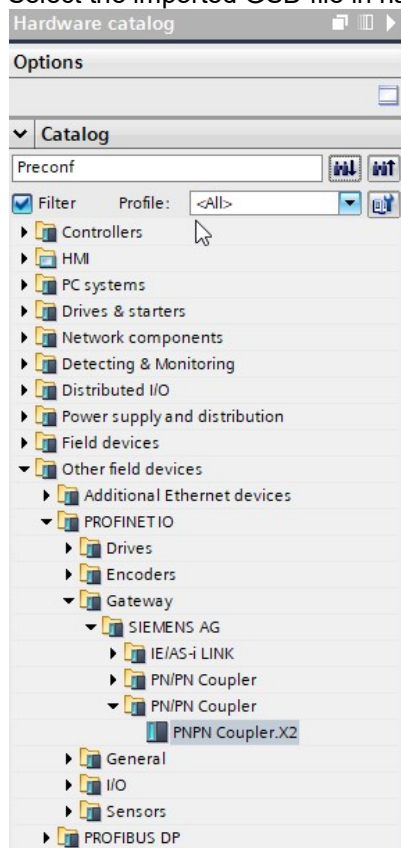 Select the imported GSD file in ha
Hardware catalog
Options
Catalog
Preconf
Filter Profile: <All>
Controllers
HMI
PC systems
Drives & starters
Network components
Detecting & Monitoring
Distributed I/O
Power supply and distribution
Field devices
Other field devices
Additional Ethernet devices
PROFINET IO
Drives
Encoders
Gateway
SIEMENS AG
IE/AS-i LINK
PN/PN Coupler
PN/PN Coupler
PNPN Coupler.X2
General
I/O
Sensors
PROFIBUS DP